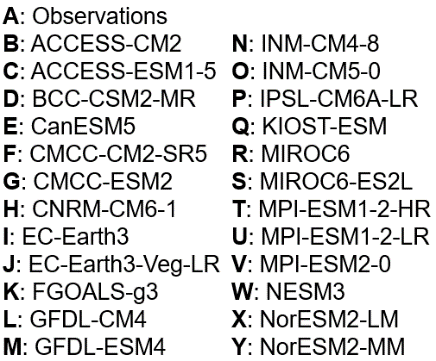 A: Observations
B: ACCESS-CM2
C: ACCESS-ESM1-5
D: BCC-CSM2-MR
E: CanESM5
F: CMCC-CM2-SR5
G: CMCC-ESM2
H: CNRM-CM6-1
I: EC-Earth3
J: EC-Earth3-Veg-LR
K: FGOALS-g3
L: GFDL-CM4
M: GFDL-ESM4
N: INM-CM4-8
O: INM-CM5-0
P: IPSL-CM6A-LR
Q: KIOST-ESM
R: MIROC6
S: MIROC6-ES2L
T: MPI-ESM1-2-HR
U: MPI-ESM1-2-LR
V: MPI-ESM2-0
W: NESM3
X: NorESM2-LM
Y: NorESM2-MM